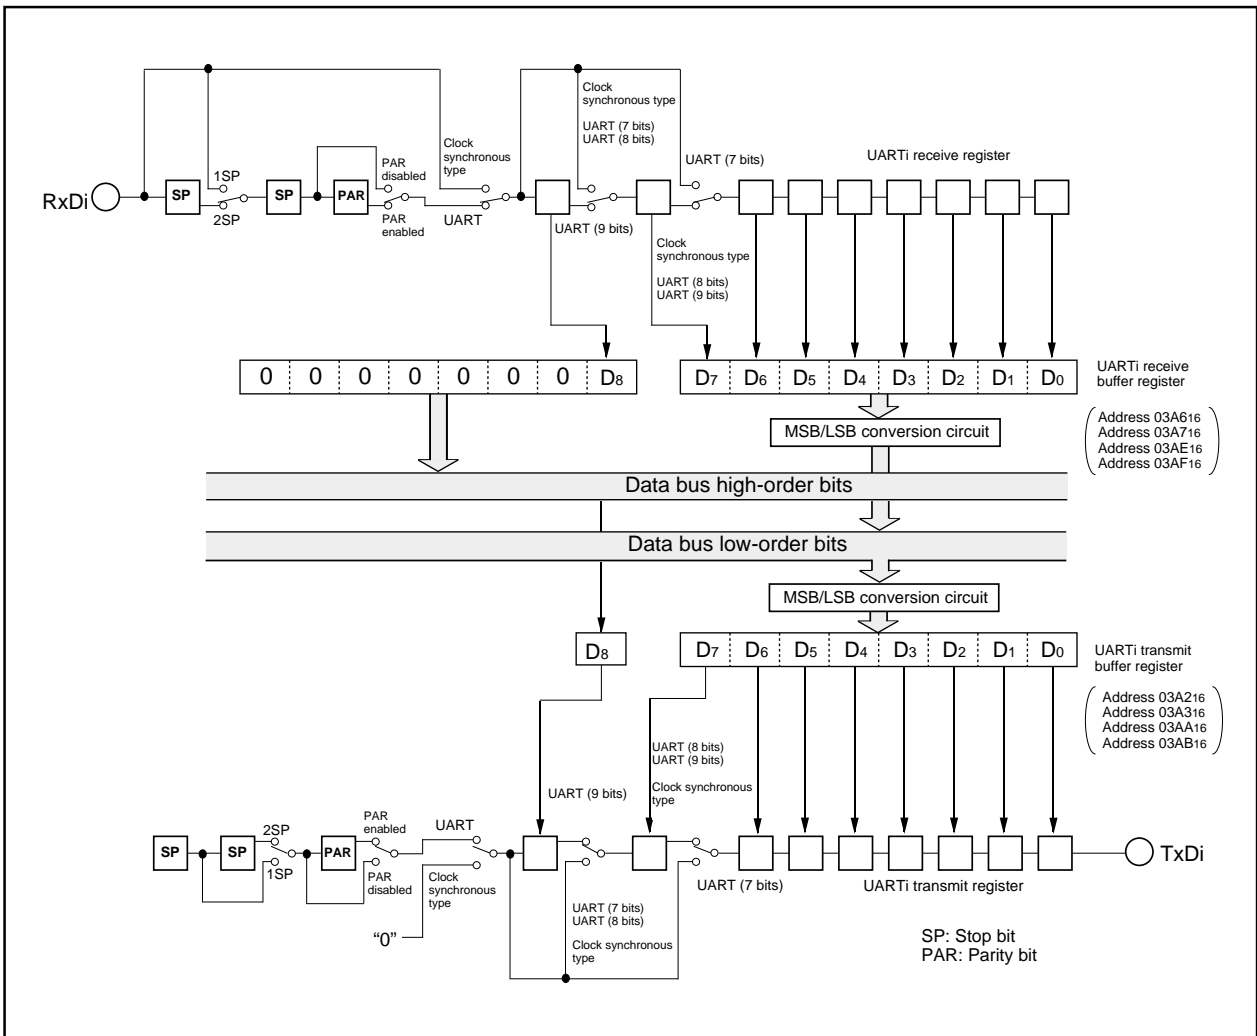 Clock
synchronous type
UART (7 bits)
UART (8 bits)
Clock
synchronous
type
PAR
disabled
UART (7 bits)
UARTi receive register
1SP
RxDi
SP
SP
PAR
2SP
PAR
enabled
UART
UART (9 bits)
Clock
synchronous type
UART (8 bits)
UART (9 bits)
0 0 0 0 0 0 0 D8
D7 D6 D5 D4 D3 D2 D1 D0
UARTi receive
buffer register
MSB/LSB conversion circuit
Address 03A616
Address 03A716
Address 03AE16
Address 03AF16
Data bus high-order bits
Data bus low-order bits
MSB/LSB conversion circuit
D8
D7 D6 D5 D4 D3 D2 D1 D0
UARTi transmit
buffer register
Address 03A216
Address 03A316
Address 03AA16
Address 03AB16
UART (8 bits)
UART (9 bits)
Clock synchronous
type
UART (9 bits)
PAR
enabled
UART
2SP
SP
SP
PAR
1SP
TxDi
PAR
disabled
Clock
synchronous
type
UART (7 bits)
UARTi transmit register
UART (7 bits)
UART (8 bits)
Clock synchronous
type
“0”
SP: Stop bit
PAR: Parity bit